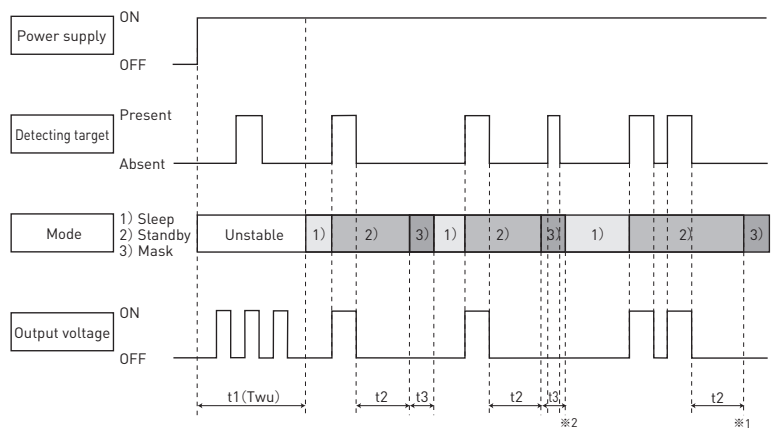 Power supply
ON
OFF
Detecting target
Present
Absent
Mode
1) Sleep
2) Standby
3) Mask
Unstable 1) 2) 3) 1) 2) 3) 1) 2) 3)
Output voltage
ON
OFF
t1(Twu) t2 t3 t2 t3 t2
※2 ※1